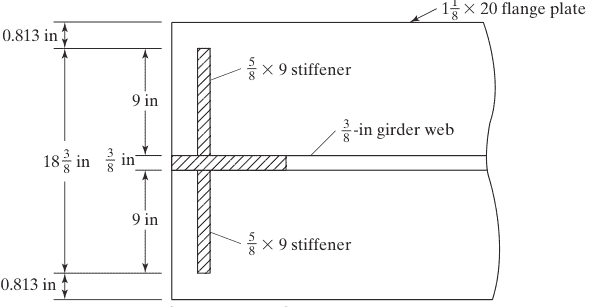 1 1/8 × 20 flange plate
0.813 in
5/8 × 9 stiffener
9 in
3/8-in girder web
18 3/8 in
3/8 in
9 in
5/8 × 9 stiffener
0.813 in